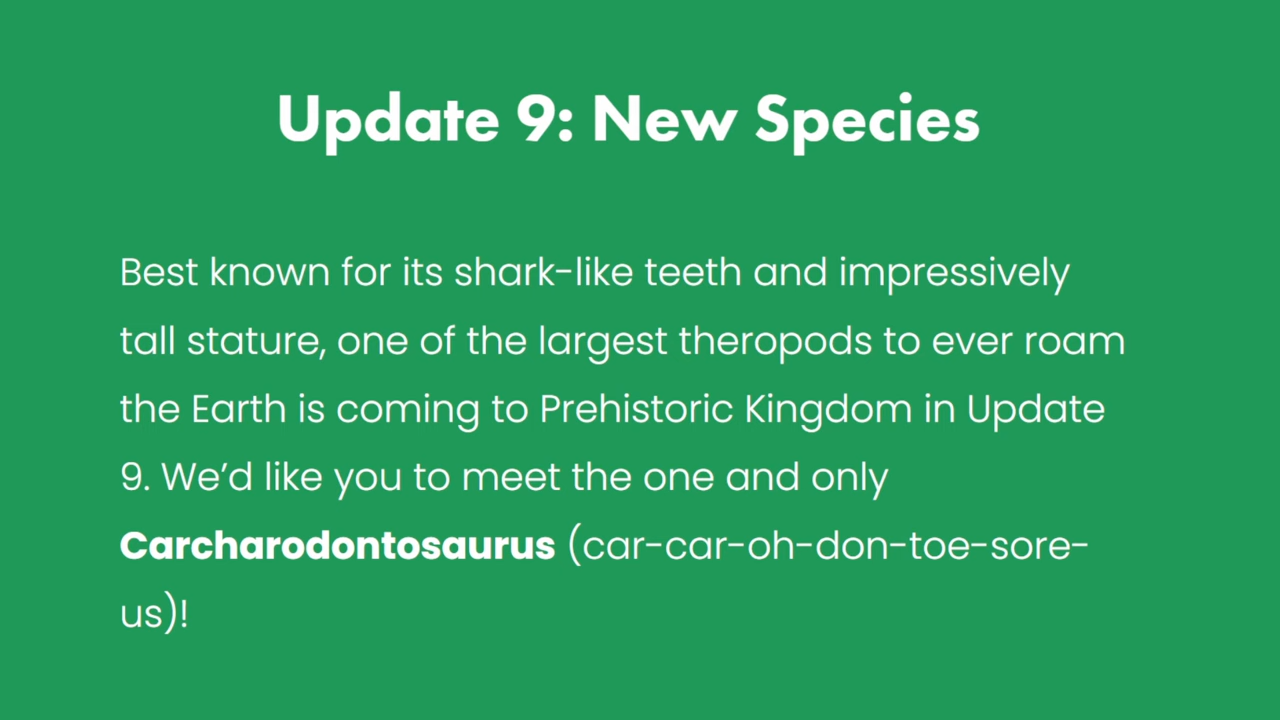 Update 9: New Species
Best known for its shark-like teeth and impressively
tall stature, one of the largest theropods to ever roam
the Earth is coming to Prehistoric Kingdom in Update
9. We’d like you to meet the one and only
Carcharodontosaurus (car-car-oh-don-toe-sore-
us)!